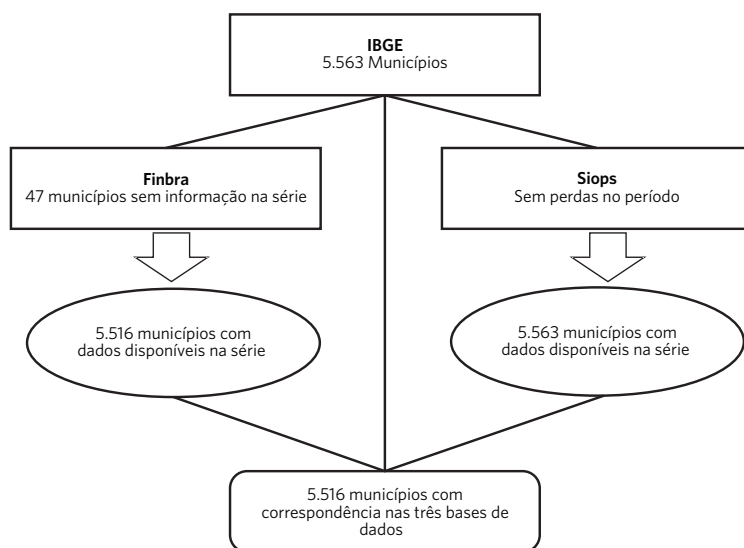 IBGE
5.563 Municípios
Finbra
47 municípios sem informação na série
Siops
Sem perdas no período
5.516 municípios com
dados disponíveis na série
5.563 municípios com
dados disponíveis na série
5.516 municípios com
correspondência nas três bases de
dados